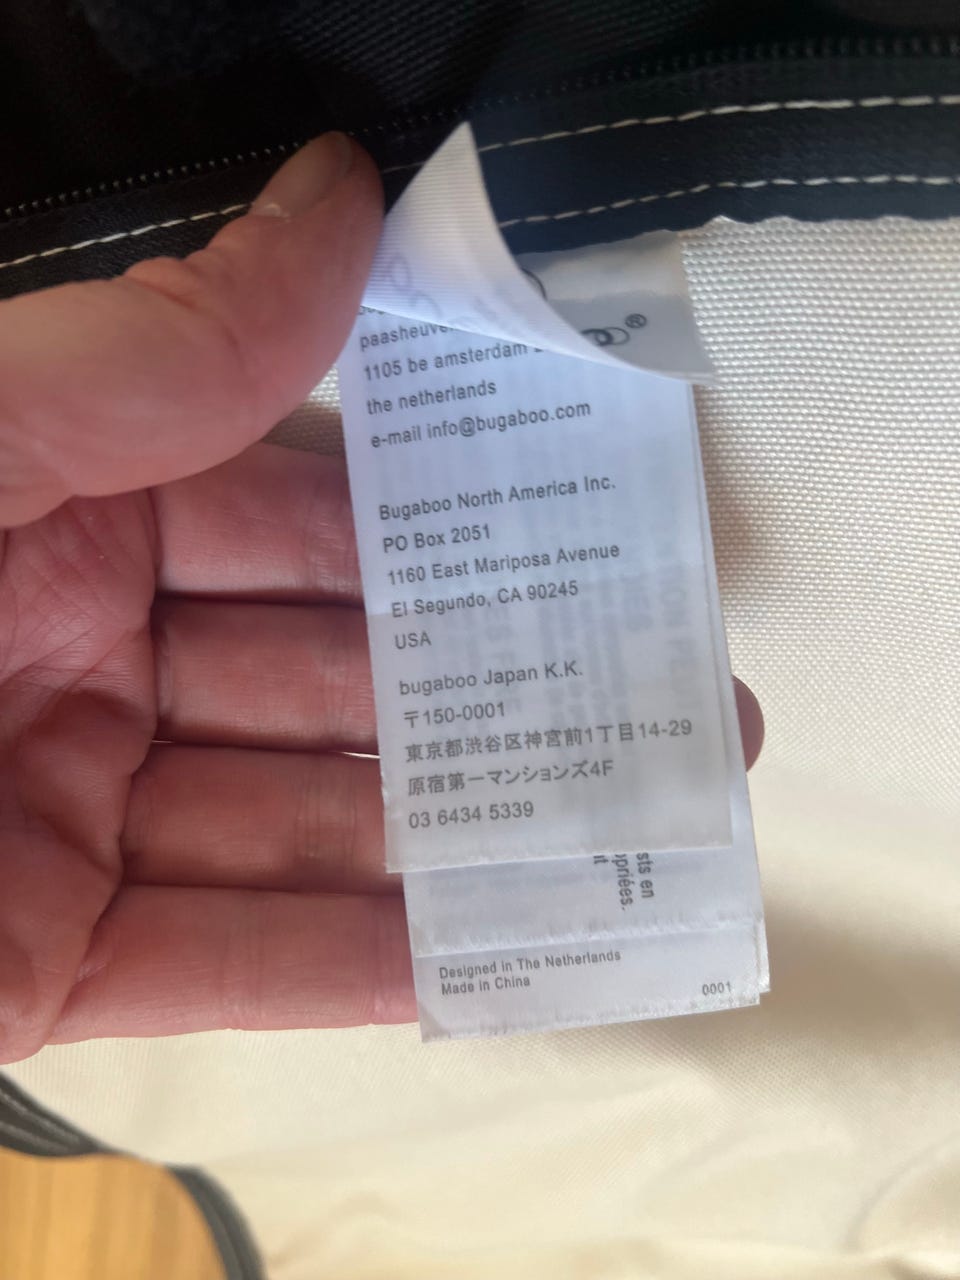 ®
1105 be amsterdam
the netherlands
e-mail info@bugaboo.com
Bugaboo North America Inc.
PO Box 2051
1160 East Mariposa Avenue
El Segundo, CA 90245
USA
bugaboo Japan K.K.
〒150-0001
東京都渋谷区神宮前1丁目14-29
原宿第一マンションズ4F
03 6434 5339
Designed in The Netherlands
Made in China
0001